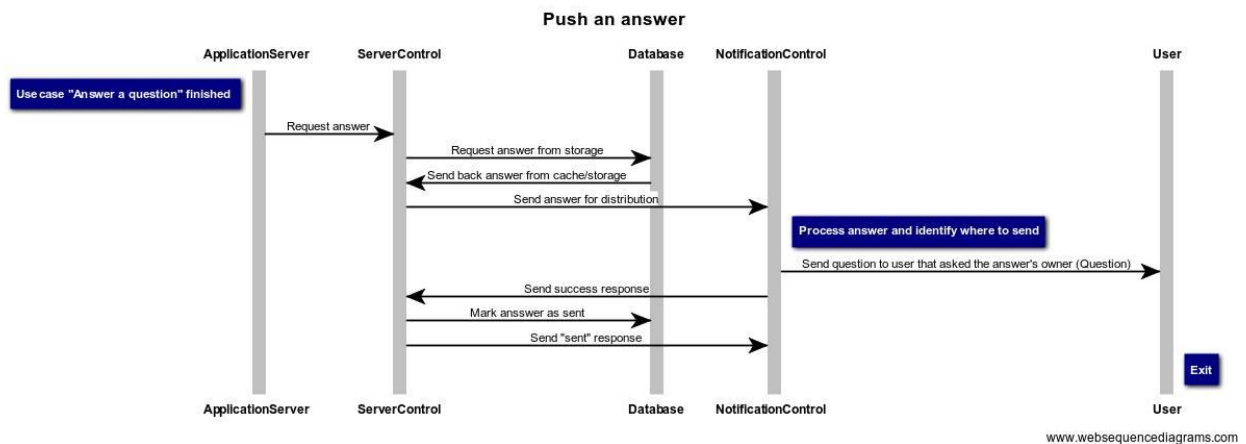 Push an answer
ApplicationServer ServerControl Database NotificationControl User
Use case "Answer a question" finished
Request answer
Request answer from storage
Send back answer from cache/storage
Send answer for distribution
Process answer and identify where to send
Send question to user that asked the answer's owner (Question)
Send success response
Mark ansswer as sent
Send "sent" response
Exit
ApplicationServer ServerControl Database NotificationControl User
www.websequencediagrams.com